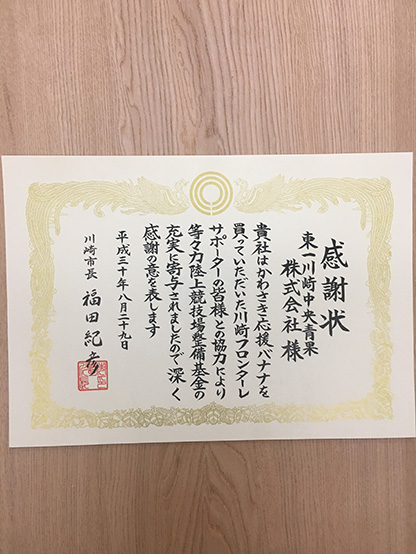 感謝状
東一川崎中央青果
株式会社 様
貴社はかわさき応援バナナを
買っていただいた川崎フロンターレ
サポーターの皆様との協力により
等々力陸上競技場整備基金の
充実に寄与されましたので 深く
感謝の意を表します
平成三十年八月二十九日
川崎市長 福田紀彦